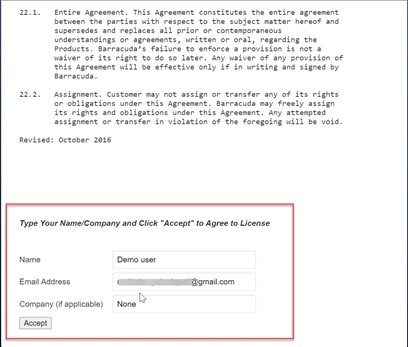 22.1. Entire Agreement. This Agreement constitutes the entire agreement
between the parties with respect to the subject matter hereof and
supersedes and replaces all prior or contemporaneous
understandings or agreements, written or oral, regarding the
Products. Barracuda's failure to enforce a provision is not a
waiver of its right to do so later. Any waiver of any provision of
this Agreement will be effective only if in writing and signed by
Barracuda.
22.2. Assignment. Customer may not assign or transfer any of its rights
or obligations under this Agreement. Barracuda may freely assign
its rights and obligations under this Agreement. Any attempted
assignment or transfer in violation of the foregoing will be void.
Revised: October 2016
Type Your Name/Company and Click "Accept" to Agree to License
Name Demo user
Email Address @gmail.com
Company (if applicable) None
Accept